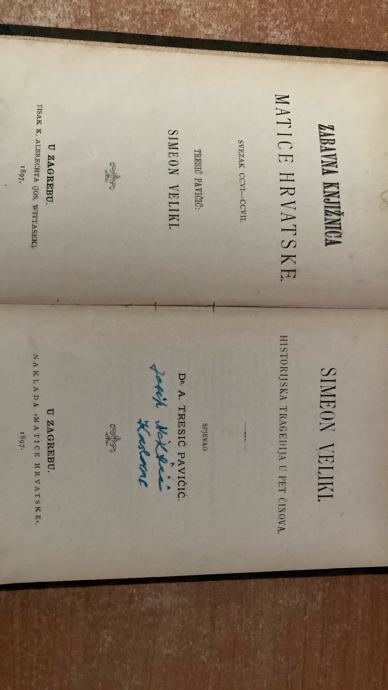 ZABAVNA KNJIŽNICA
MATICE HRVATSKE.
SVEZAK CCVI—CCVII.
TRESIĆ PAVIČIĆ:
SIMEON VELIKI.
U ZAGREBU.
TISAK K. ALBRECHTA (JOS. WITTASEK).
1897.
SIMEON VELIKI.
HISTORIJSKA TRAGEDIJA U PET ČINOVA.
SPJEVAO
Dr. A. TRESIĆ PAVIČIĆ.
Josip
U ZAGREBU.
NAKLADA »MATICE HRVATSKE«.
1897.